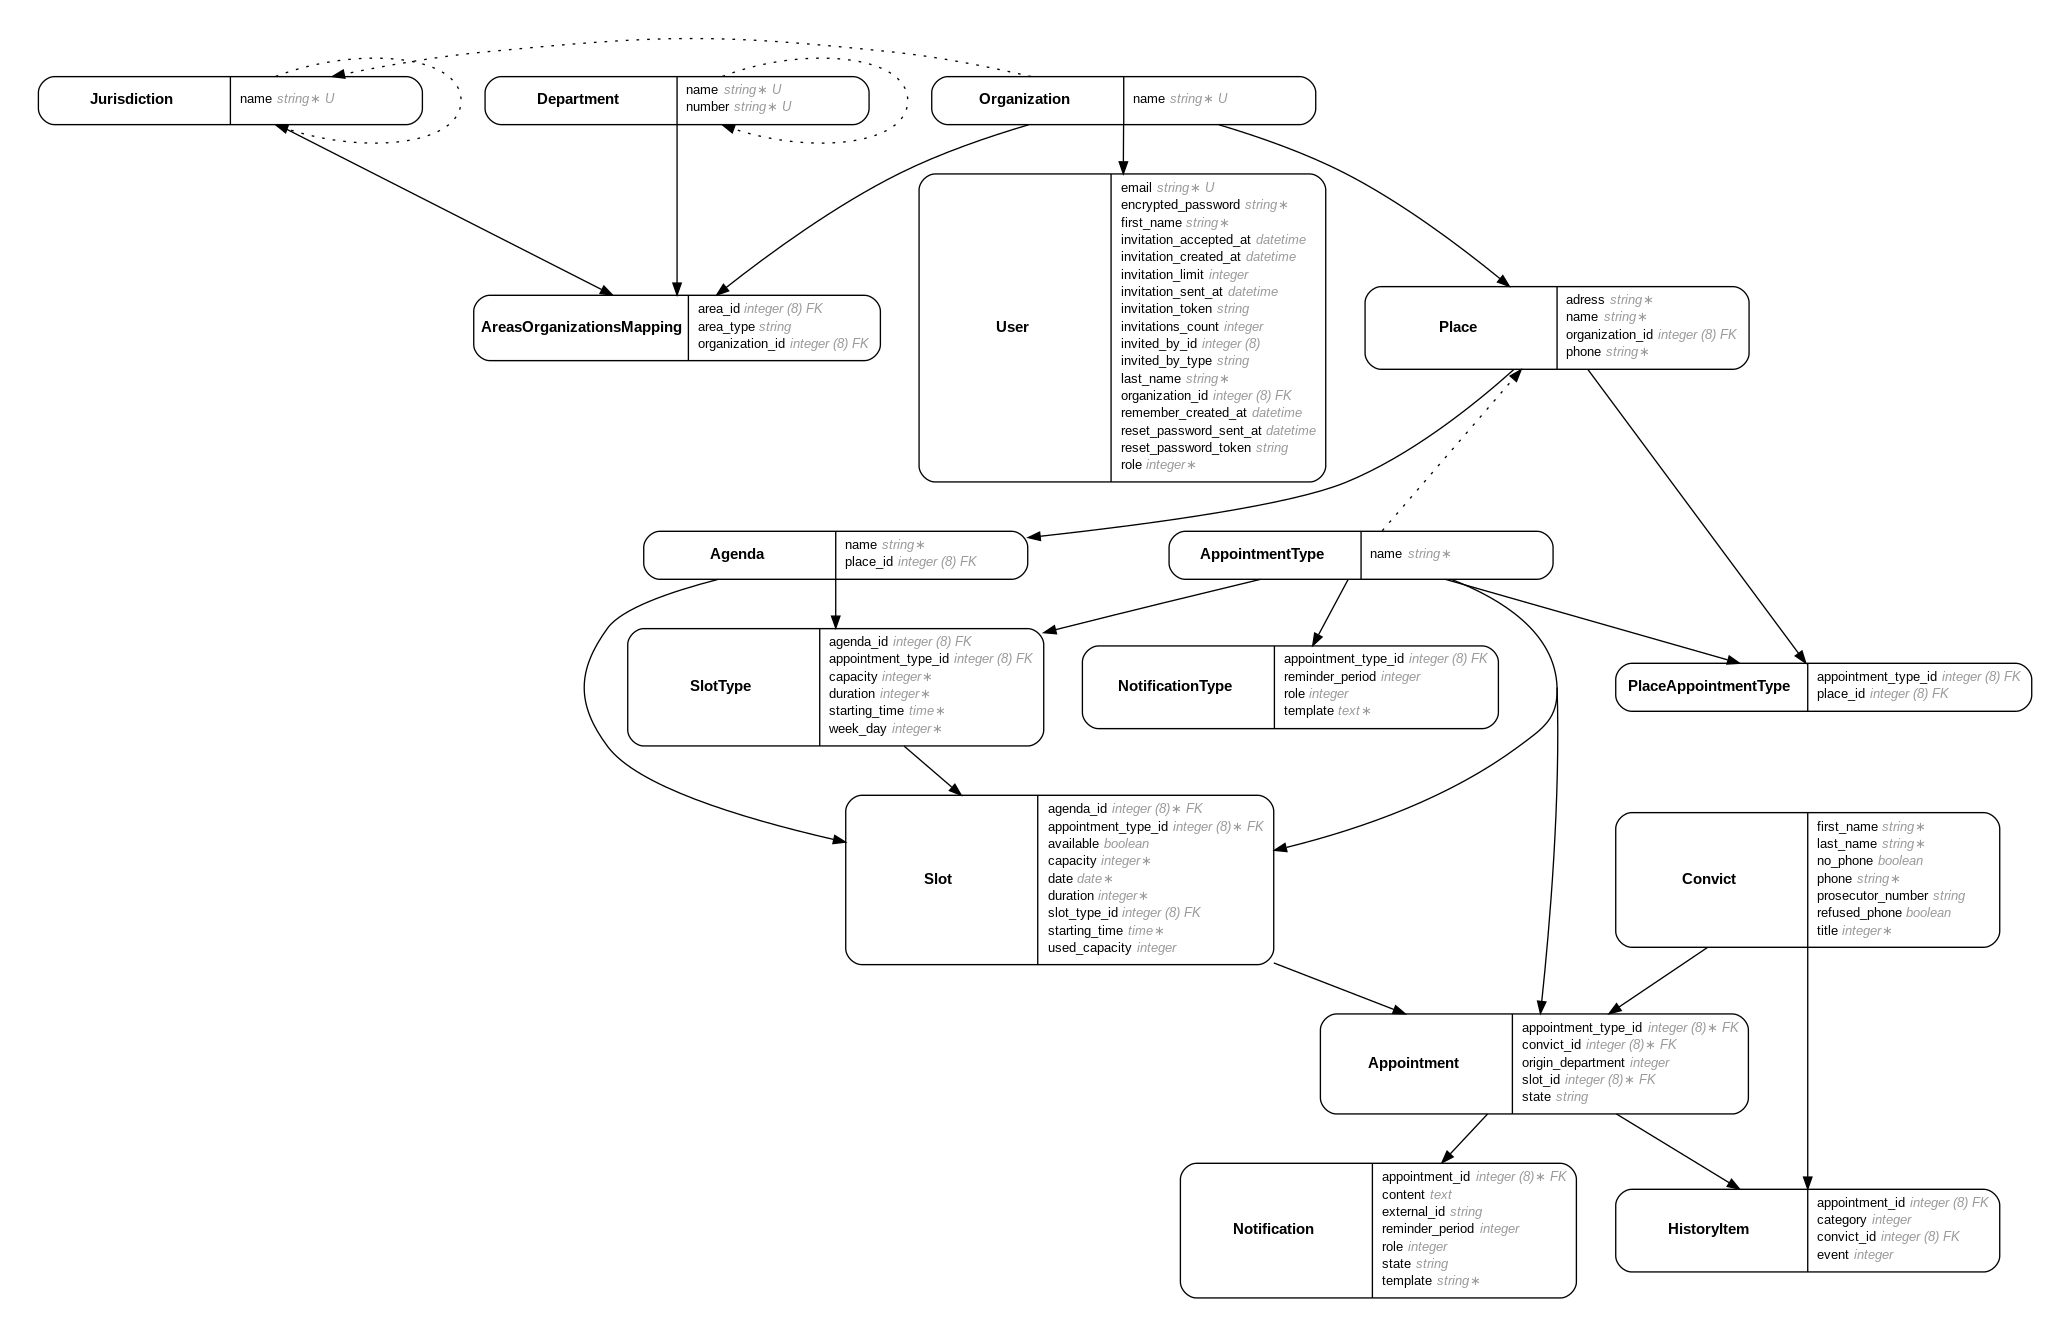 Jurisdiction
name string∗ U
Department
name string∗ U
number string∗ U
Organization
name string∗ U
AreasOrganizationsMapping
area_id integer (8) FK
area_type string
organization_id integer (8) FK
User
email string∗ U
encrypted_password string∗
first_name string∗
invitation_accepted_at datetime
invitation_created_at datetime
invitation_limit integer
invitation_sent_at datetime
invitation_token string
invitations_count integer
invited_by_id integer (8)
invited_by_type string
last_name string∗
organization_id integer (8) FK
remember_created_at datetime
reset_password_sent_at datetime
reset_password_token string
role integer∗
Place
adress string∗
name string∗
organization_id integer (8) FK
phone string∗
Agenda
name string∗
place_id integer (8) FK
AppointmentType
name string∗
SlotType
agenda_id integer (8) FK
appointment_type_id integer (8) FK
capacity integer∗
duration integer∗
starting_time time∗
week_day integer∗
NotificationType
appointment_type_id integer (8) FK
reminder_period integer
role integer
template text∗
PlaceAppointmentType
appointment_type_id integer (8) FK
place_id integer (8) FK
Slot
agenda_id integer (8)∗ FK
appointment_type_id integer (8)∗ FK
available boolean
capacity integer∗
date date∗
duration integer∗
slot_type_id integer (8) FK
starting_time time∗
used_capacity integer
Convict
first_name string∗
last_name string∗
no_phone boolean
phone string∗
prosecutor_number string
refused_phone boolean
title integer∗
Appointment
appointment_type_id integer (8)∗ FK
convict_id integer (8)∗ FK
origin_department integer
slot_id integer (8)∗ FK
state string
Notification
appointment_id integer (8)∗ FK
content text
external_id string
reminder_period integer
role integer
state string
template string∗
HistoryItem
appointment_id integer (8) FK
category integer
convict_id integer (8) FK
event integer